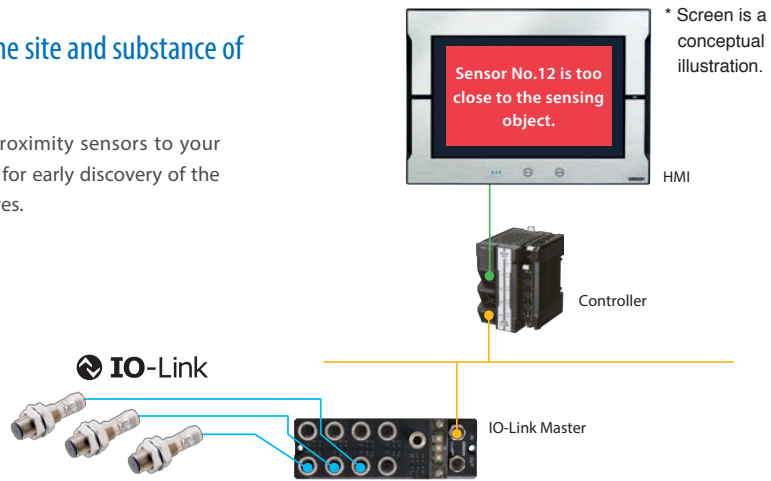 ne site and substance of
roximity sensors to your
for early discovery of the
es.
* Screen is a
conceptual
illustration.
Sensor No.12 is too
close to the sensing
object.
HMI
Controller
IO-Link
IO-Link Master